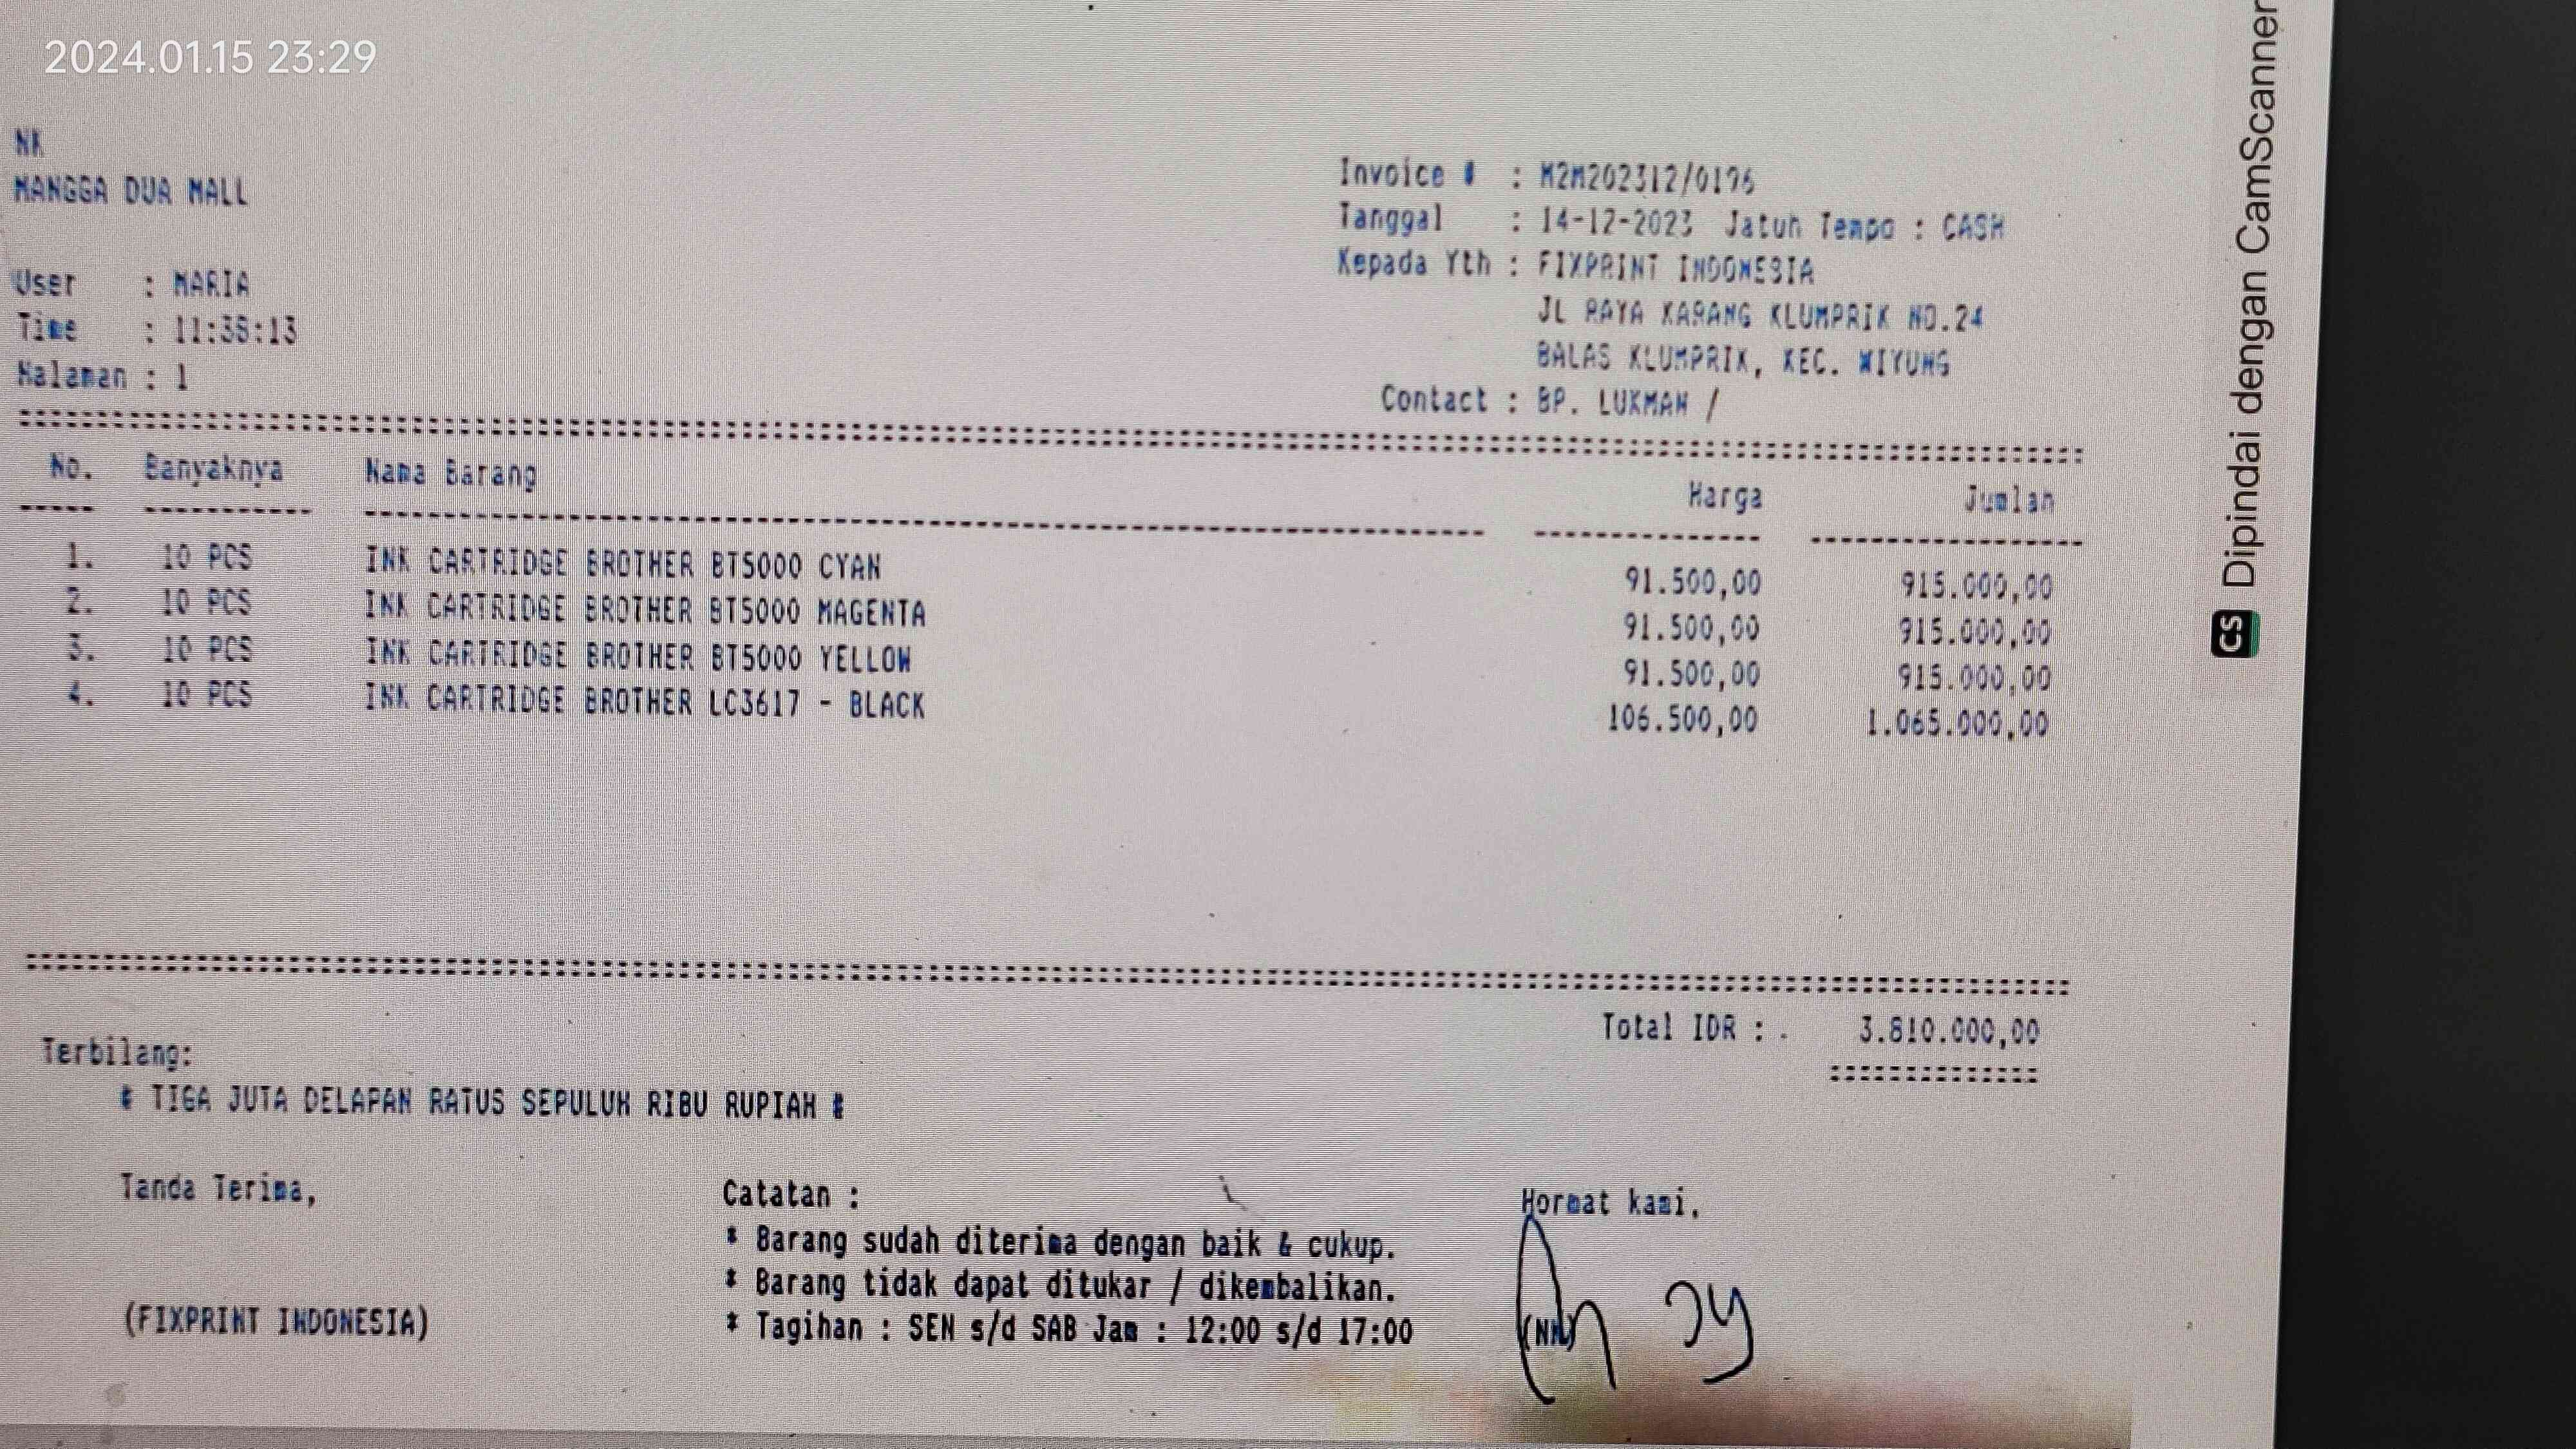 2024.01.15 23:29
NK
MANGGA DUA MALL
Invoice # : M2M202312/0196
Tanggal : 14-12-2023 Jatuh Tempo : CASH
Kepada Yth : FIXPRINT INDONESIA
JL RAYA KARANG KLUMPRIK NO.24
BALAS KLUMPRIK, KEC. WIYUNG
Contact : BP. LUKMAN /
User : MARIA
Time :
Halaman : 1
No. Banyaknya Nama Barang Harga Jumlah
1. 10 PCS INK CARTRIDGE BROTHER BT5000 CYAN 91.500,00 915.000,00
2. 10 PCS INK CARTRIDGE BROTHER BT5000 MAGENTA 91.500,00 915.000,00
3. 10 PCS INK CARTRIDGE BROTHER BT5000 YELLOW 91.500,00 915.000,00
4. 10 PCS INK CARTRIDGE BROTHER LC3617 - BLACK 106.500,00 1.065.000,00
Total IDR : 3.810.000,00
Terbilang:
# TIGA JUTA DELAPAN RATUS SEPULUH RIBU RUPIAH #
Tanda Terima,
(FIXPRINT INDONESIA)
Catatan :
* Barang sudah diterima dengan baik & cukup.
* Barang tidak dapat ditukar / dikembalikan.
* Tagihan : SEN s/d SAB Jam : 12:00 s/d 17:00
Hormat kami,
CS Dipindai dengan CamScanner